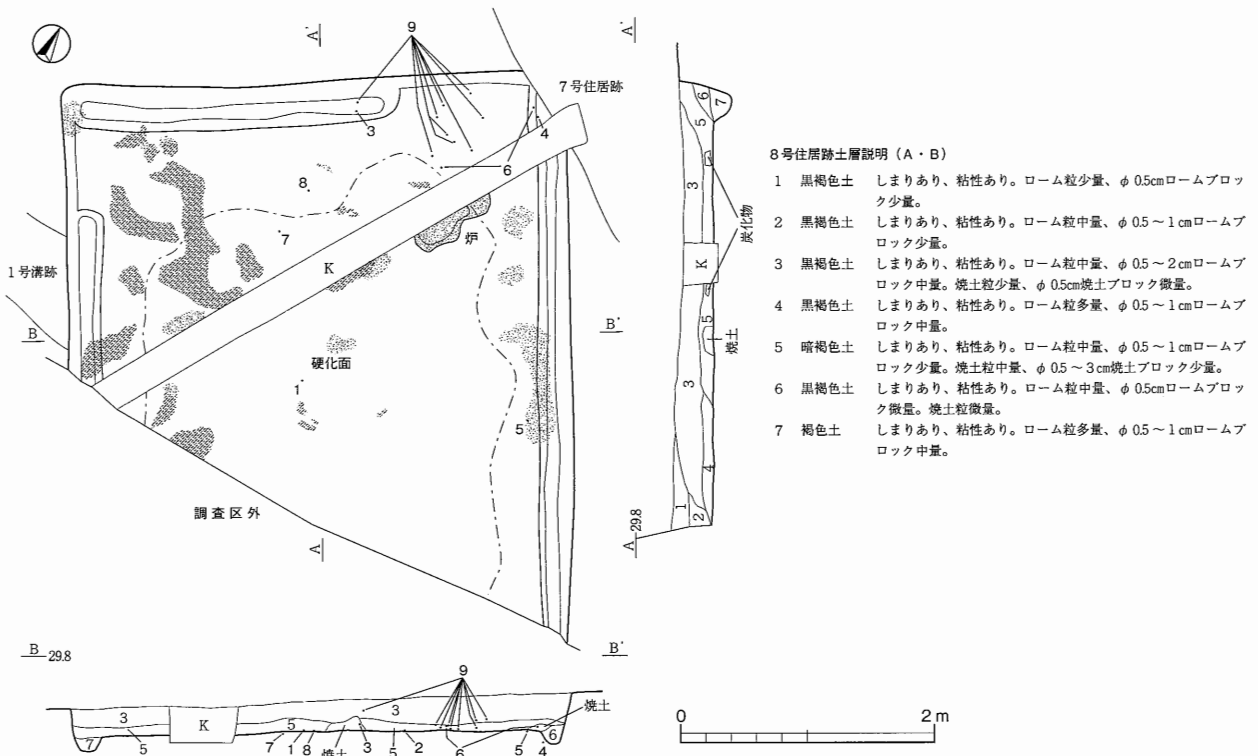 A A'
9
7号住居跡
3
4
6
8
7
炉
K
1号溝跡
B B'
硬化面
1
5
調査区外
A
A'
6
7
5
3
炭化物
K
5
焼土
3
4
1
2
A 29.8
8号住居跡土層説明(A・B)
1 黒褐色土 しまりあり、粘性あり。ローム粒少量、φ0.5cmロームブロッ
ク少量。
2 黒褐色土 しまりあり、粘性あり。ローム粒中量、φ0.5～1cmロームブ
ロック少量。
3 黒褐色土 しまりあり、粘性あり。ローム粒中量、φ0.5～2cmロームブ
ロック中量。焼土粒少量、φ0.5cm焼土ブロック微量。
4 黒褐色土 しまりあり、粘性あり。ローム粒多量、φ0.5～1cmロームブ
ロック中量。
5 暗褐色土 しまりあり、粘性あり。ローム粒中量、φ0.5～1cmロームブ
ロック少量。焼土粒中量、φ0.5～3cm焼土ブロック少量。
6 黒褐色土 しまりあり、粘性あり。ローム粒中量、φ0.5cmロームブロッ
ク微量。焼土粒微量。
7 褐色土 しまりあり、粘性あり。ローム粒多量、φ0.5～1cmロームブ
ロック中量。
B 29.8 B'
9
3 K 5 3 焼土
7 5 7 1 8 焼土 3 5 2 6 5 4 6
0 2m